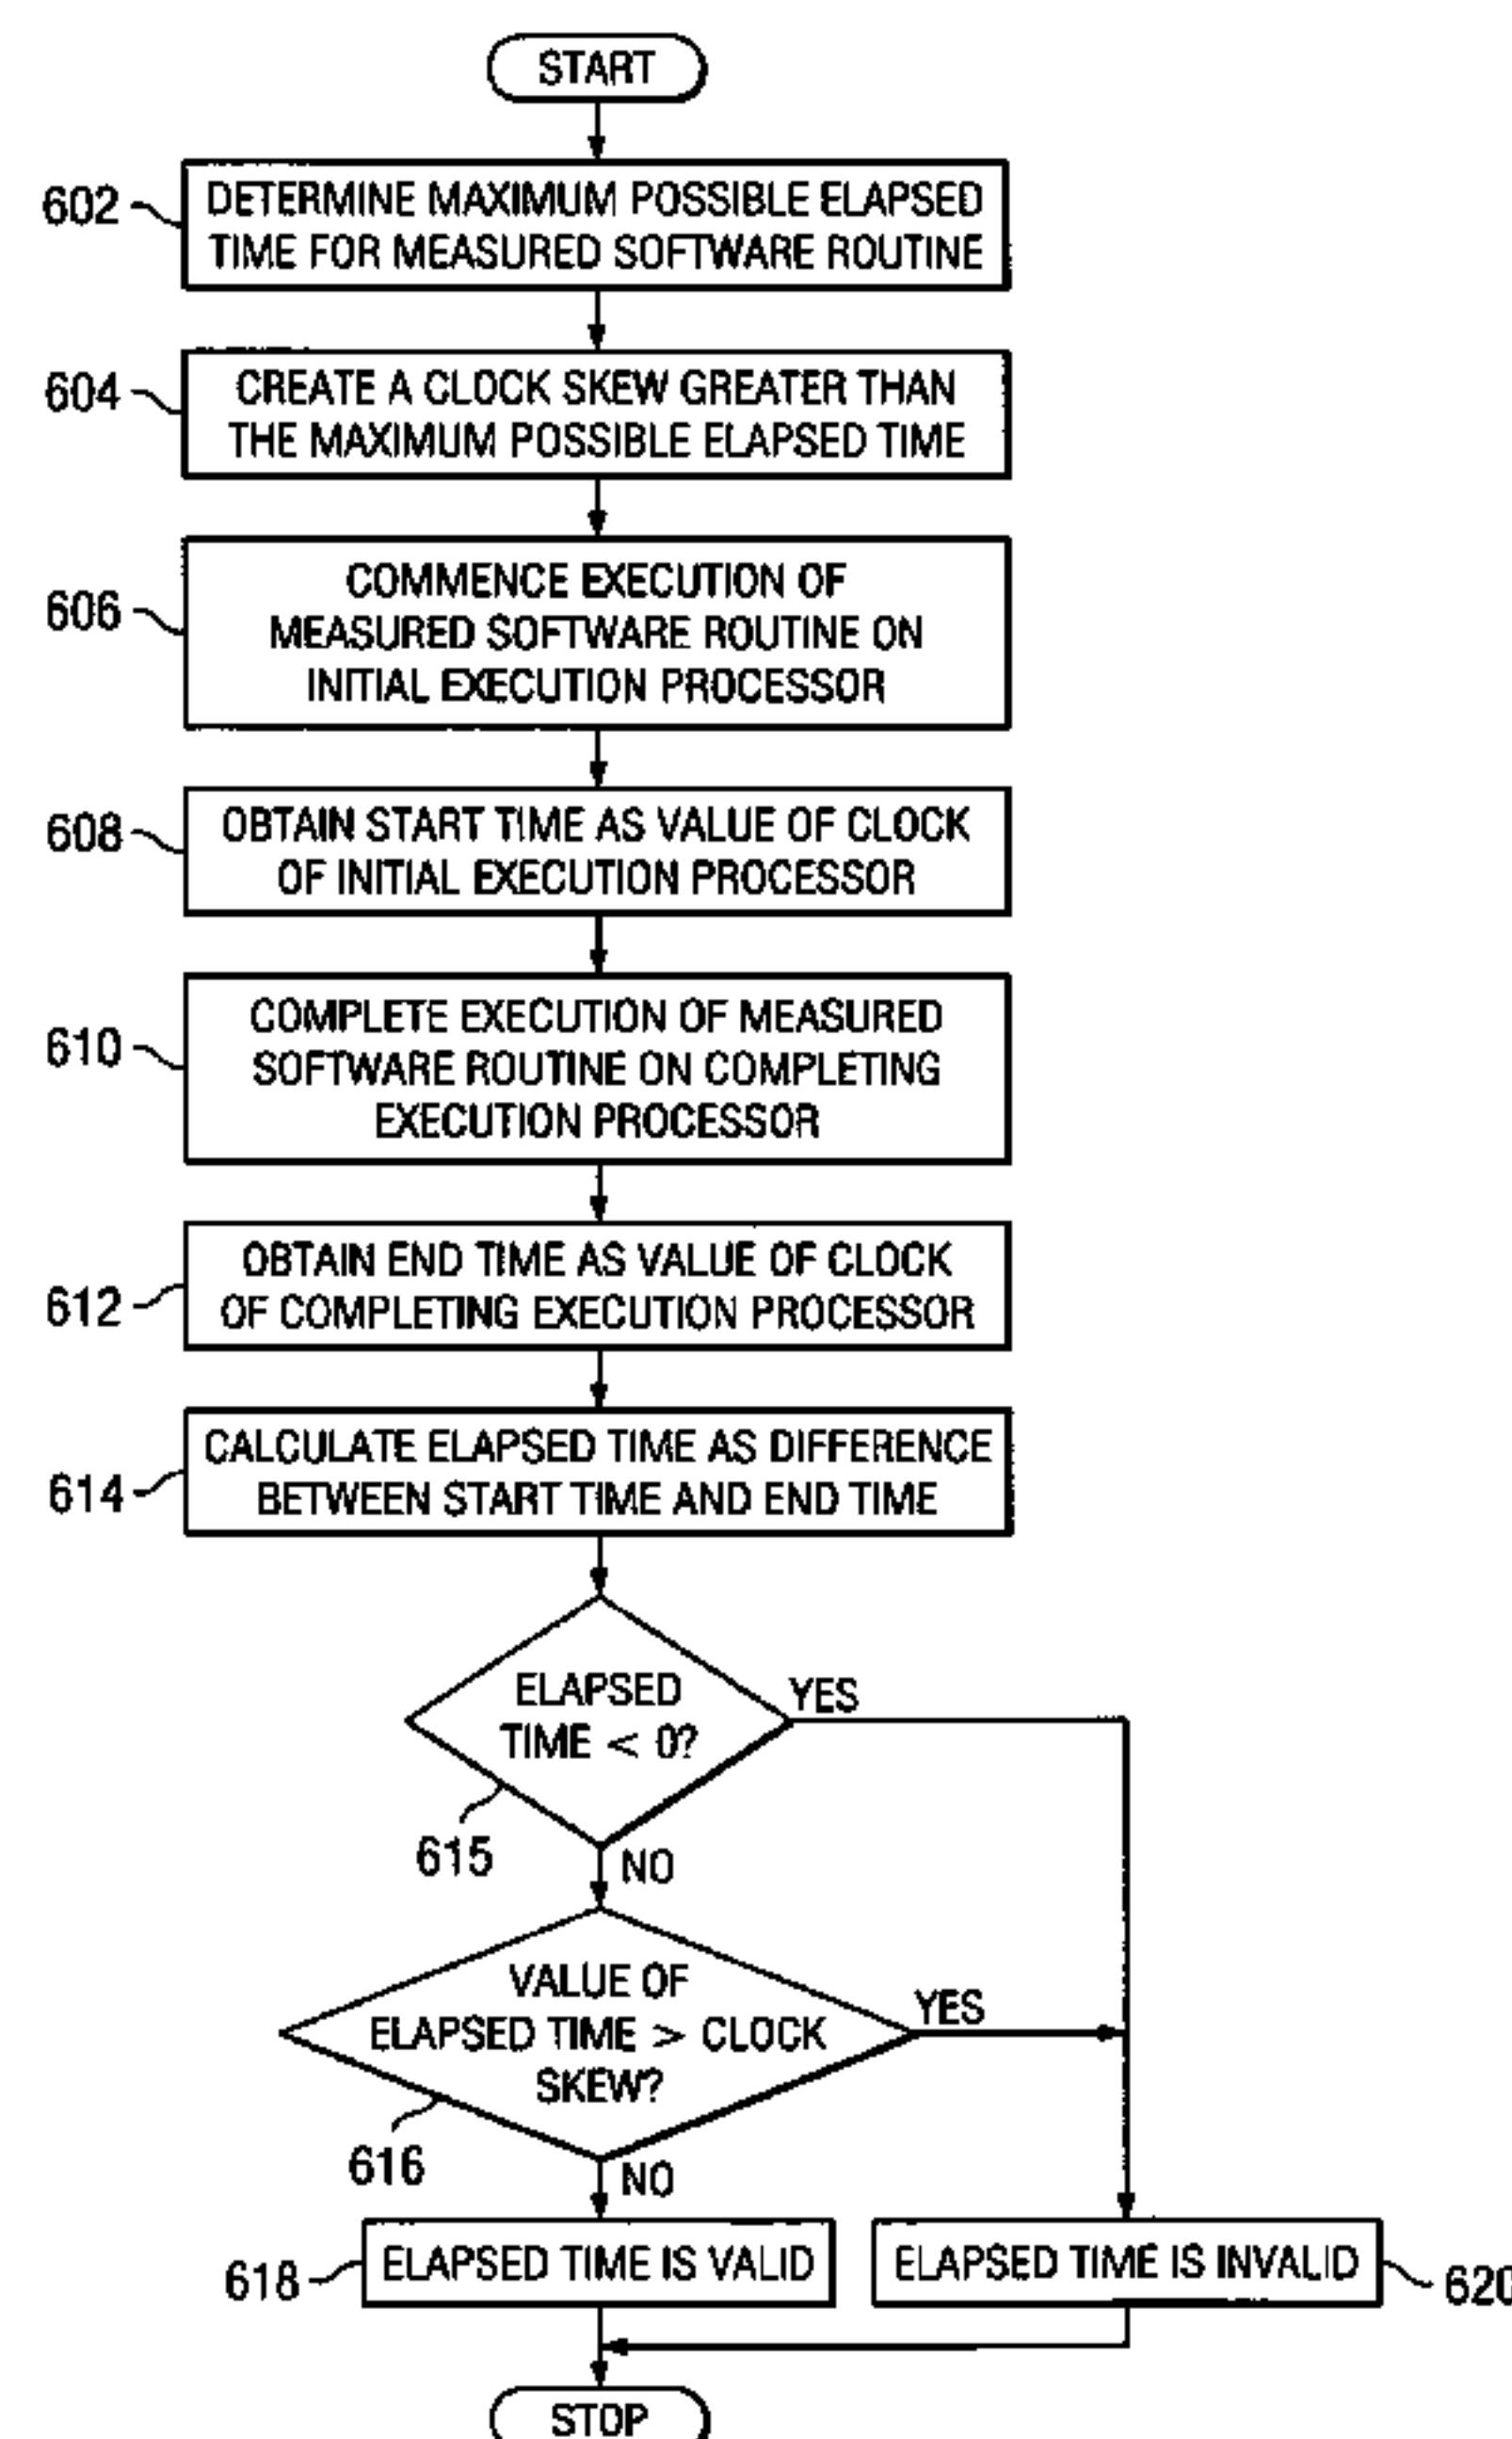 START
602
DETERMINE MAXIMUM POSSIBLE ELAPSED
TIME FOR MEASURED SOFTWARE ROUTINE
604
CREATE A CLOCK SKEW GREATER THAN
THE MAXIMUM POSSIBLE ELAPSED TIME
606
COMMENCE EXECUTION OF
MEASURED SOFTWARE ROUTINE ON
INITIAL EXECUTION PROCESSOR
608
OBTAIN START TIME AS VALUE OF CLOCK
OF INITIAL EXECUTION PROCESSOR
610
COMPLETE EXECUTION OF MEASURED
SOFTWARE ROUTINE ON COMPLETING
EXECUTION PROCESSOR
612
OBTAIN END TIME AS VALUE OF CLOCK
OF COMPLETING EXECUTION PROCESSOR
614
CALCULATE ELAPSED TIME AS DIFFERENCE
BETWEEN START TIME AND END TIME
ELAPSED
TIME < 0?
YES
615
NO
VALUE OF
ELAPSED TIME > CLOCK
SKEW?
YES
616
NO
618
ELAPSED TIME IS VALID
ELAPSED TIME IS INVALID
620
STOP